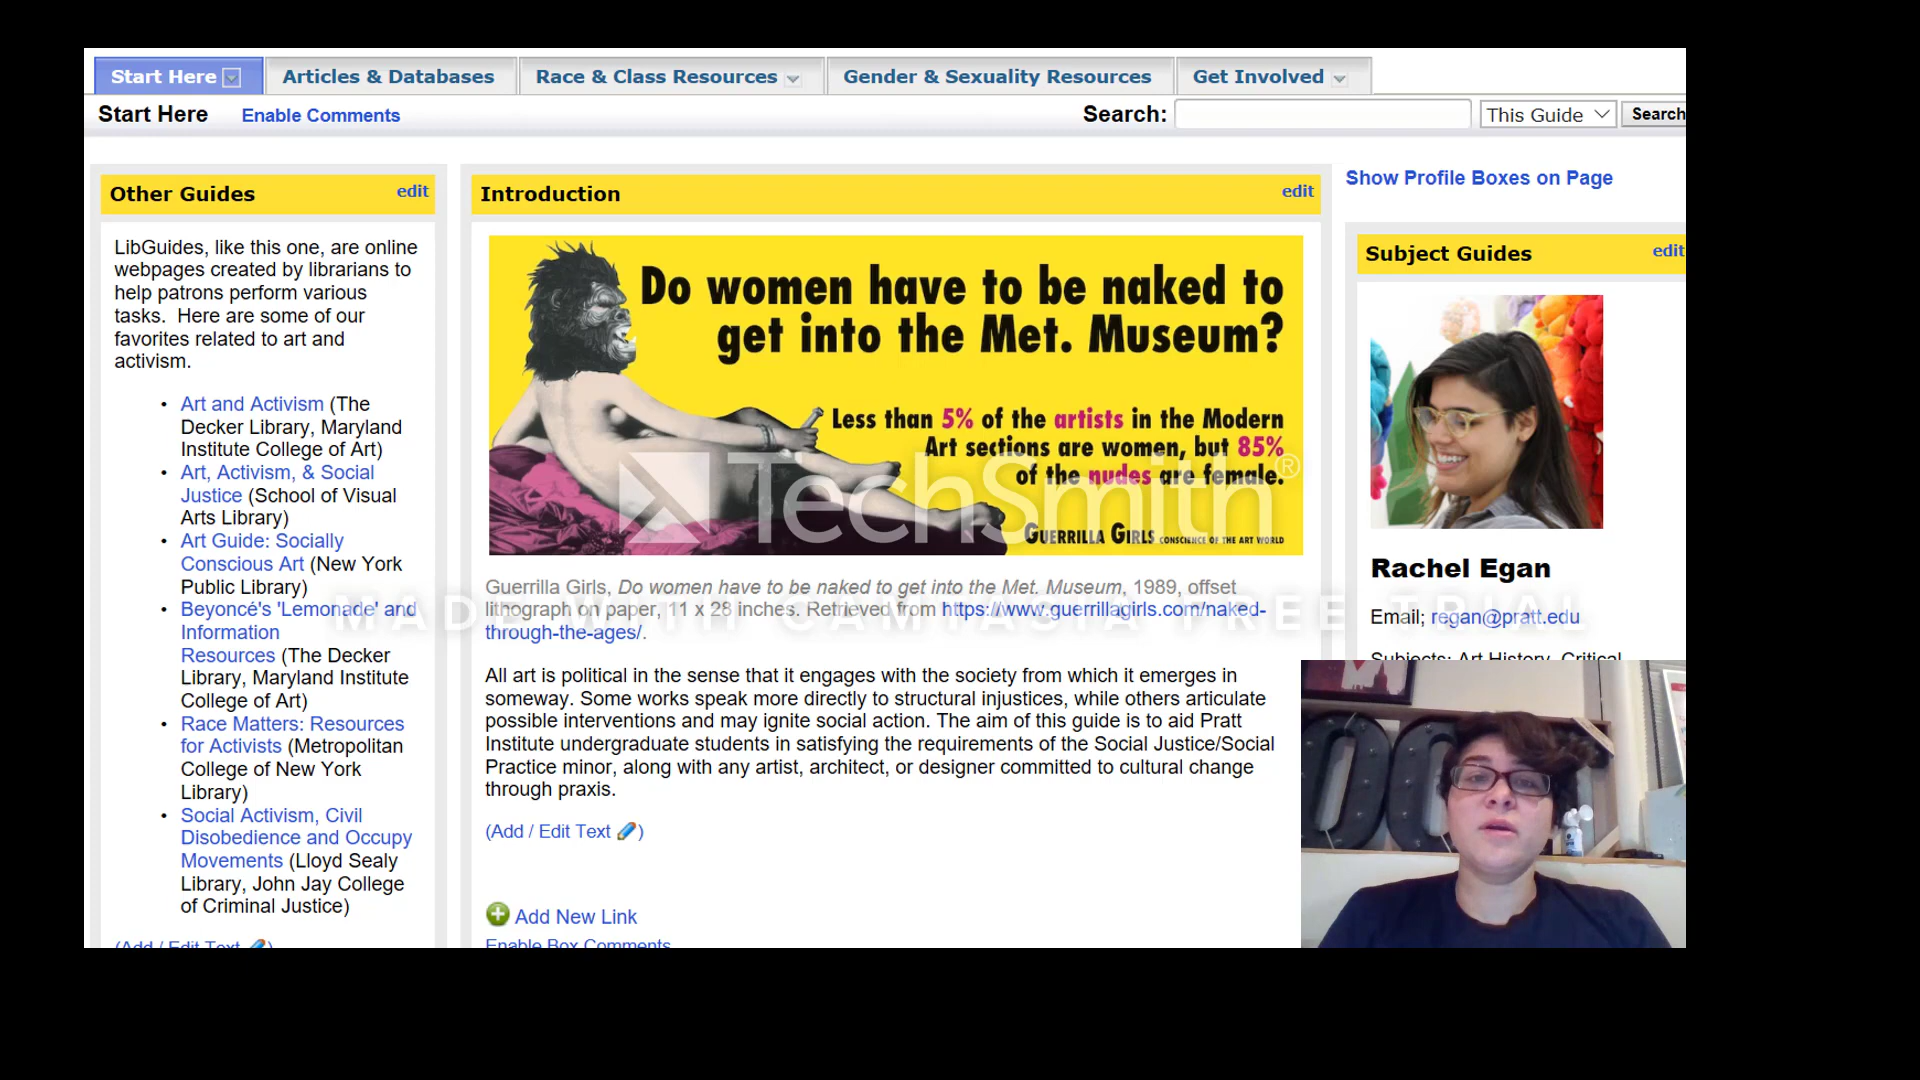 Start Here
Articles & Databases
Race & Class Resources
Gender & Sexuality Resources
Get Involved
Start Here
Enable Comments
Search:
This Guide
Search
Other Guides
edit
LibGuides, like this one, are online
webpages created by librarians to
help patrons perform various
tasks. Here are some of our
favorites related to art and
activism.
• Art and Activism (The
Decker Library, Maryland
Institute College of Art)
• Art, Activism, & Social
Justice (School of Visual
Arts Library)
• Art Guide: Socially
Conscious Art (New York
Public Library)
• Beyoncé's 'Lemonade' and
Information
Resources (The Decker
Library, Maryland Institute
College of Art)
• Race Matters: Resources
for Activists (Metropolitan
College of New York
Library)
• Social Activism, Civil
Disobedience and Occupy
Movements (Lloyd Sealy
Library, John Jay College
of Criminal Justice)
(Add / Edit Text)
Introduction
edit
Do women have to be naked to
get into the Met. Museum?
Less than 5% of the artists in the Modern
Art sections are women, but 85%
of the nudes are female.
GUERRILLA GIRLS CONSCIENCE OF THE ART WORLD
TechSmith®
MADE WITH CAMTASIA FREE TRIAL
Guerrilla Girls, Do women have to be naked to get into the Met. Museum, 1989, offset
lithograph on paper, 11 x 28 inches. Retrieved from https://www.guerrillagirls.com/naked-
through-the-ages/.
All art is political in the sense that it engages with the society from which it emerges in
someway. Some works speak more directly to structural injustices, while others articulate
possible interventions and may ignite social action. The aim of this guide is to aid Pratt
Institute undergraduate students in satisfying the requirements of the Social Justice/Social
Practice minor, along with any artist, architect, or designer committed to cultural change
through praxis.
(Add / Edit Text)
Add New Link
Enable Box Comments
Show Profile Boxes on Page
Subject Guides
edit
Rachel Egan
Email; regan@pratt.edu
Subjects: Art History, Critical